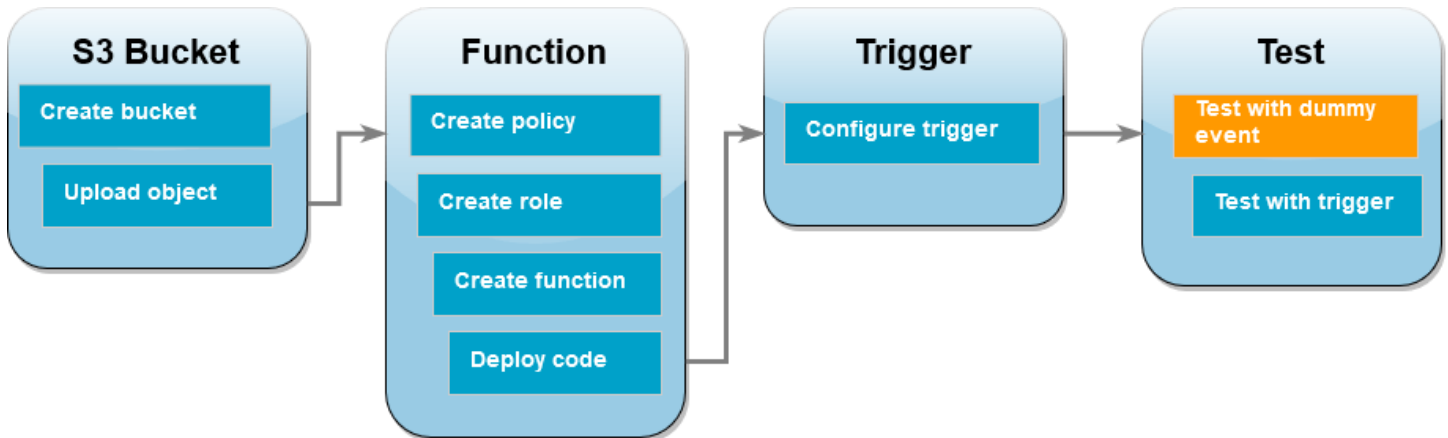 S3 Bucket
Create bucket
Upload object
Function
Create policy
Create role
Create function
Deploy code
Trigger
Configure trigger
Test
Test with dummy
event
Test with trigger